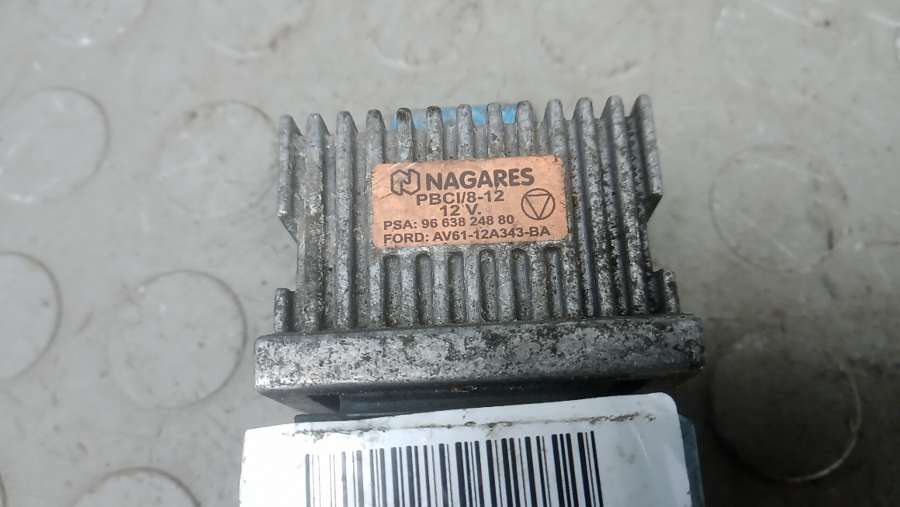 NAGARES
PBCI/8-12
12 V.
PSA: 96 638 248 80
FORD: AV61-12A343-BA